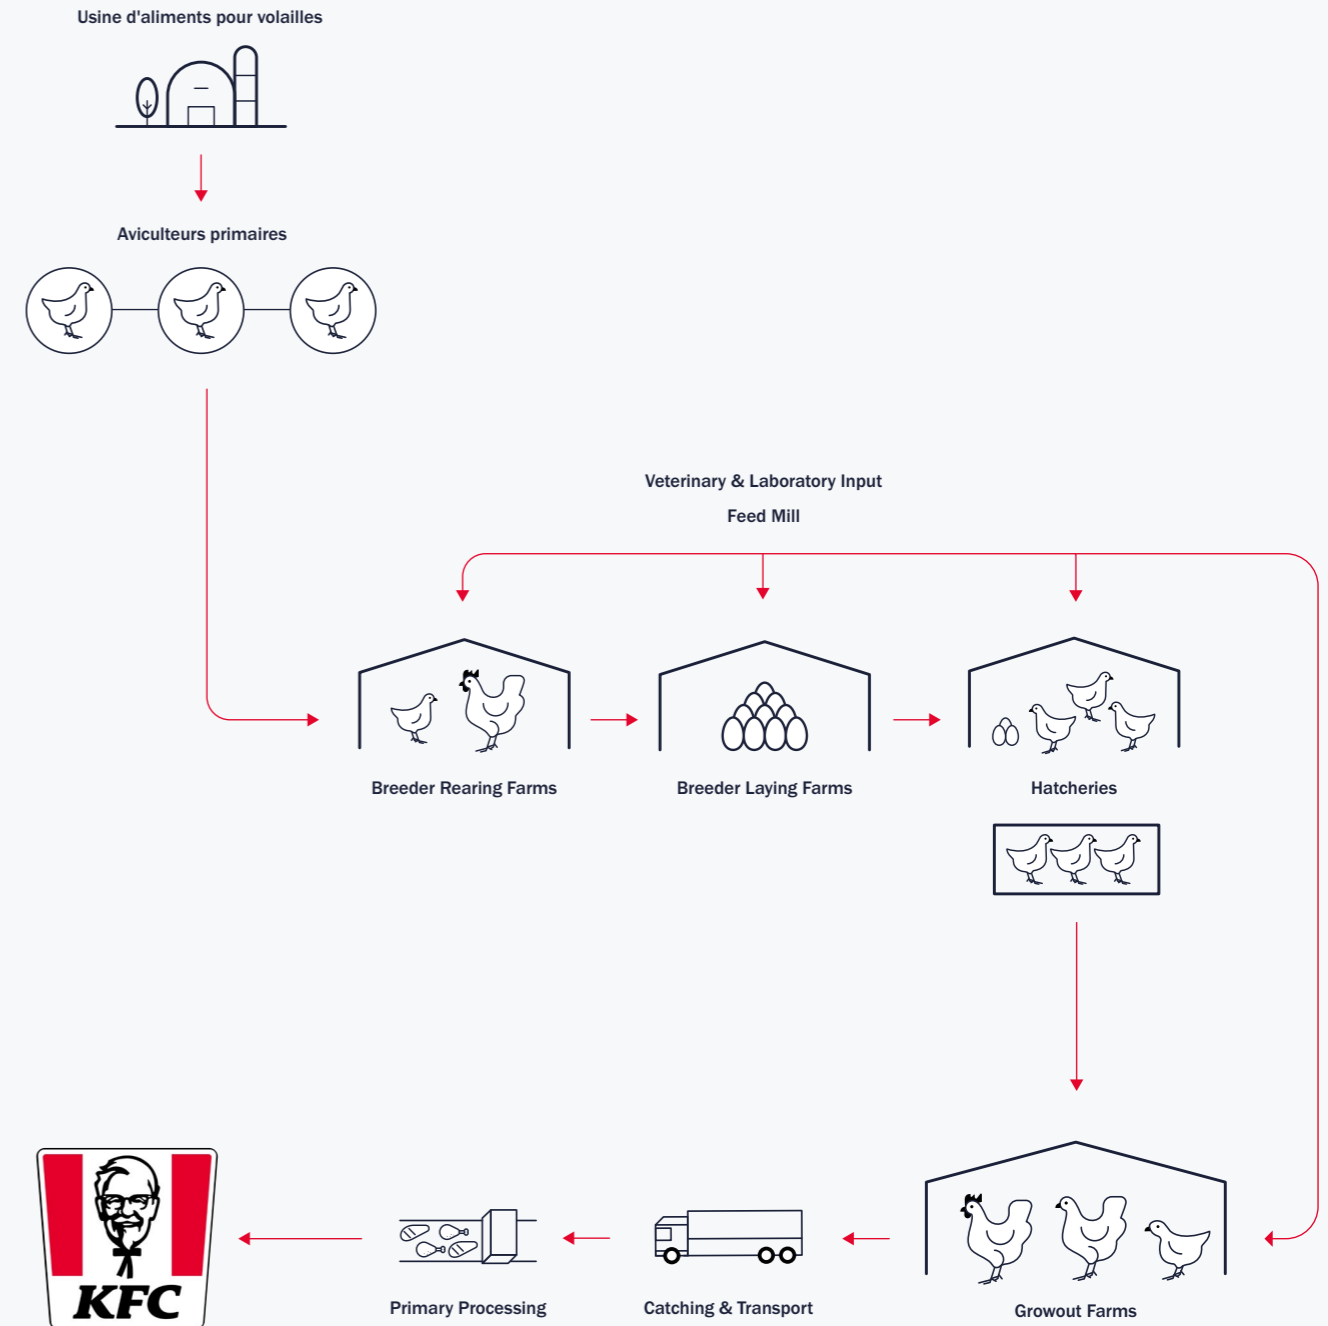 Usine d'aliments pour volailles
Aviculteurs primaires
Veterinary & Laboratory Input
Feed Mill
Breeder Rearing Farms
Breeder Laying Farms
Hatcheries
Growout Farms
Catching & Transport
Primary Processing
KFC